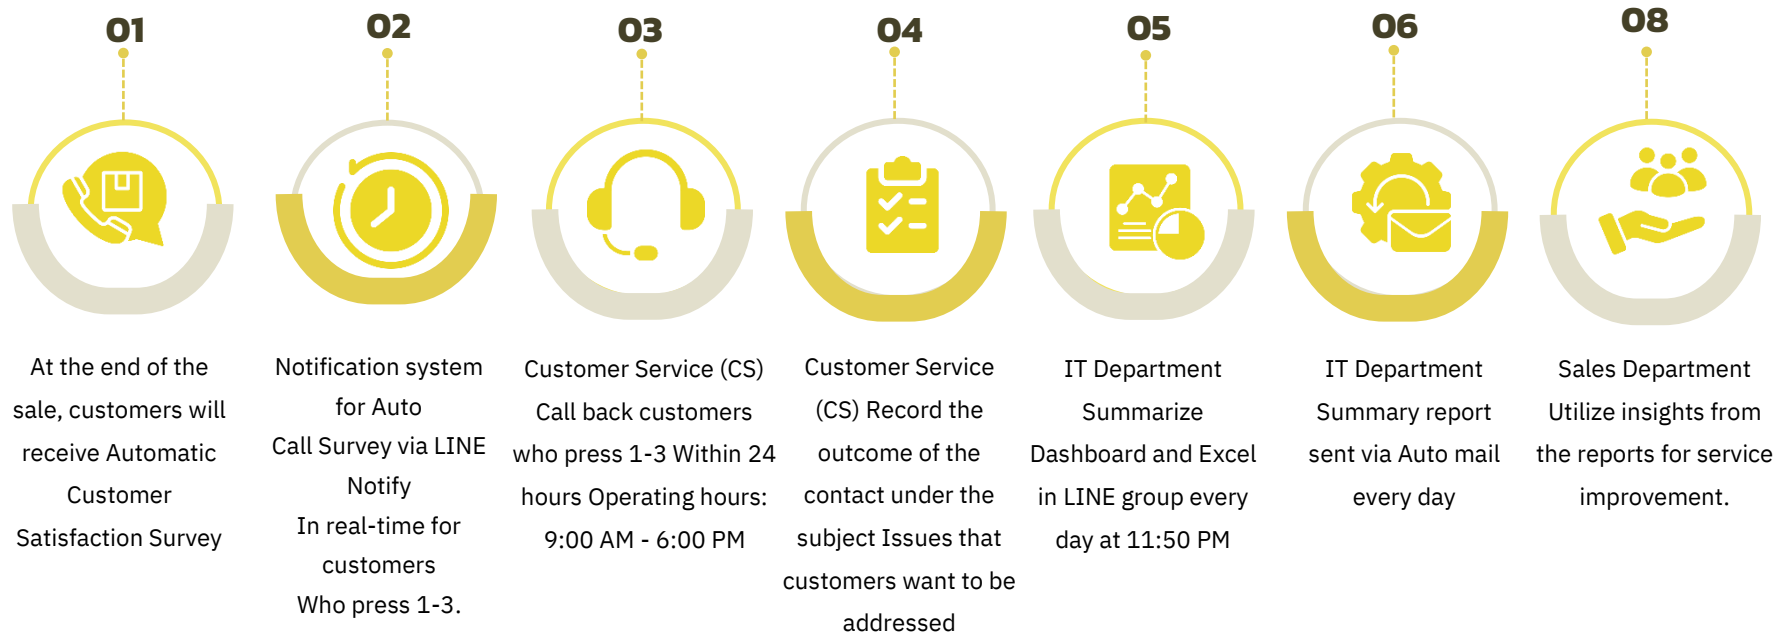 01
At the end of the
sale, customers will
receive Automatic
Customer
Satisfaction Survey
02
Notification system
for Auto
Call Survey via LINE
Notify
In real-time for
customers
Who press 1-3.
03
Customer Service (CS)
Call back customers
who press 1-3 Within 24
hours Operating hours:
9:00 AM - 6:00 PM
04
Customer Service
(CS) Record the
outcome of the
contact under the
subject Issues that
customers want to be
addressed
05
IT Department
Summarize
Dashboard and Excel
in LINE group every
day at 11:50 PM
06
IT Department
Summary report
sent via Auto mail
every day
08
Sales Department
Utilize insights from
the reports for service
improvement.